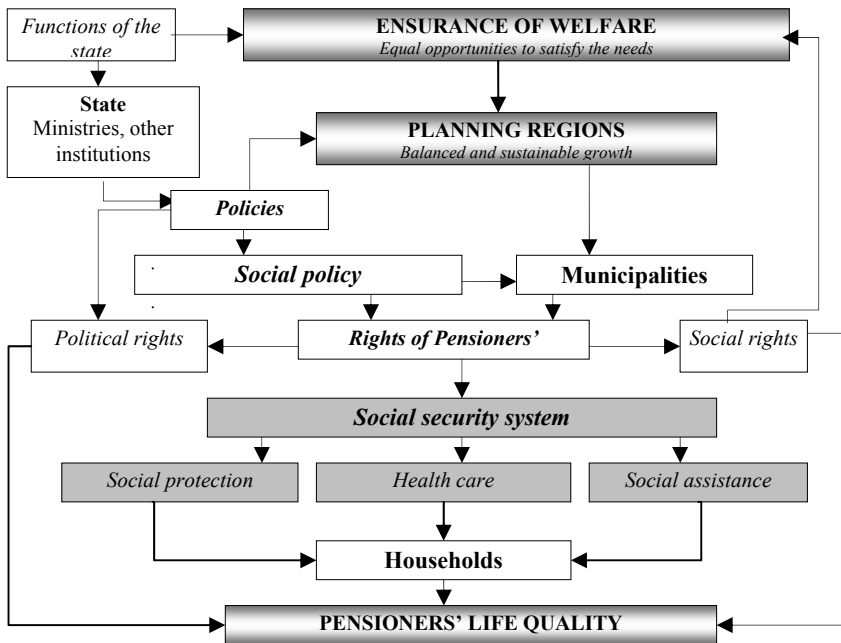 Functions of the
state
ENSURANCE OF WELFARE
Equal opportunities to satisfy the needs
State
Ministries, other
institutions
PLANNING REGIONS
Balanced and sustainable growth
Policies
Social policy
Municipalities
Political rights
Rights of Pensioners’
Social rights
Social security system
Social protection
Health care
Social assistance
Households
PENSIONERS’ LIFE QUALITY